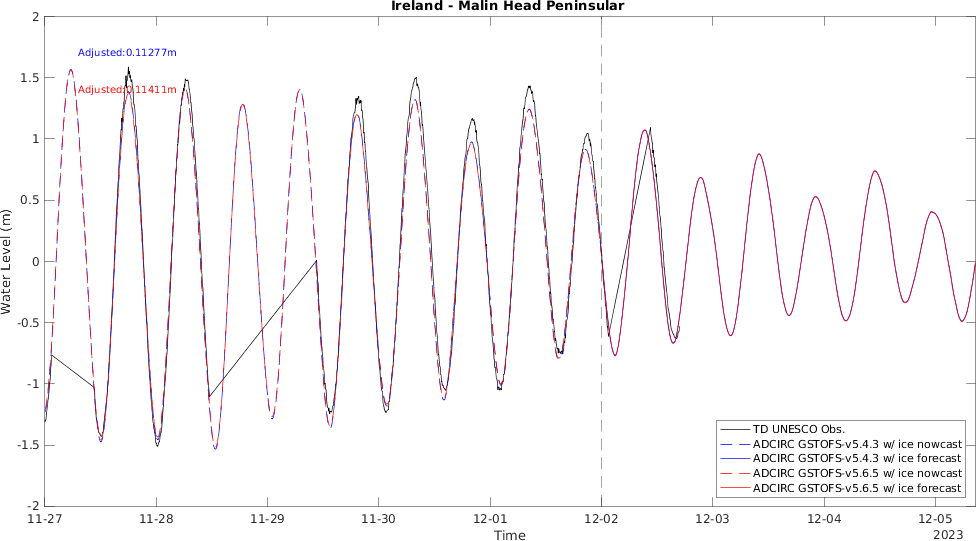 Ireland - Malin Head Peninsular
2
1.5
1
0.5
0
-0.5
-1
-1.5
-2
Water Level (m)
Adjusted:0.11277m
Adjusted:0.11411m
TD UNESCO Obs.
ADCIRC GSTOFS-v5.4.3 w/ ice nowcast
ADCIRC GSTOFS-v5.4.3 w/ ice forecast
ADCIRC GSTOFS-v5.6.5 w/ ice nowcast
ADCIRC GSTOFS-v5.6.5 w/ ice forecast
11-27 11-28 11-29 11-30 12-01 12-02 12-03 12-04 12-05
Time
2023